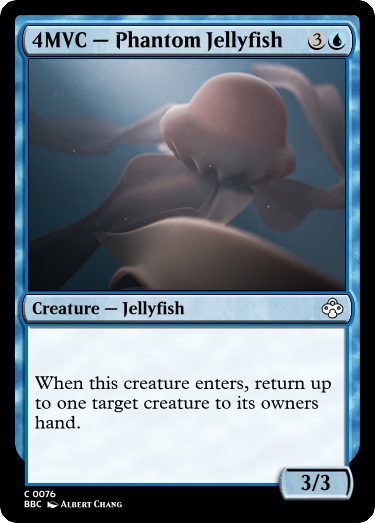 4MVC — Phantom Jellyfish 3
Creature — Jellyfish
When this creature enters, return up
to one target creature to its owners
hand.
3/3
C 0076
BBC Albert Chang